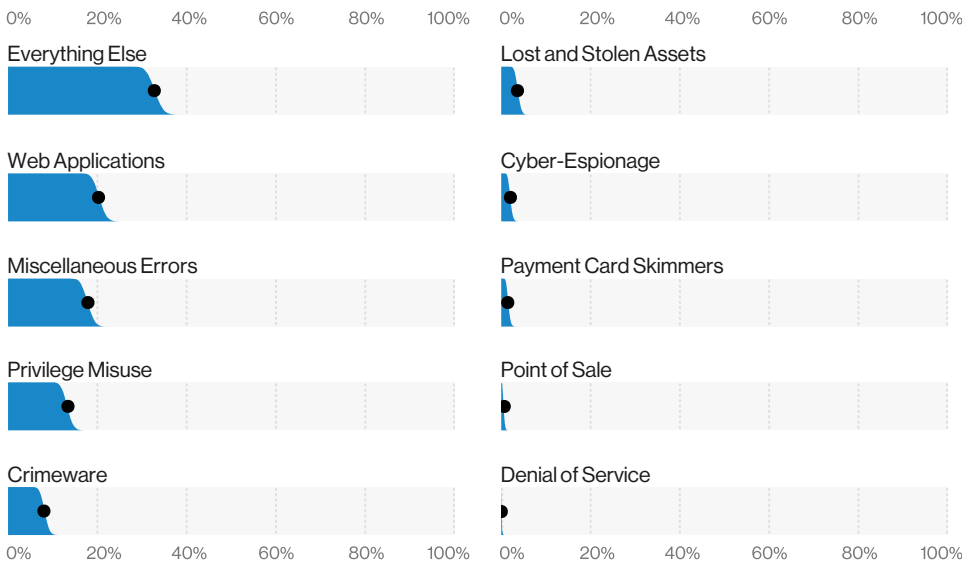 0% 20% 40% 60% 80% 100%
Everything Else
Web Applications
Miscellaneous Errors
Privilege Misuse
Crimeware
0% 20% 40% 60% 80% 100%
0% 20% 40% 60% 80% 100%
Lost and Stolen Assets
Cyber-Espionage
Payment Card Skimmers
Point of Sale
Denial of Service
0% 20% 40% 60% 80% 100%